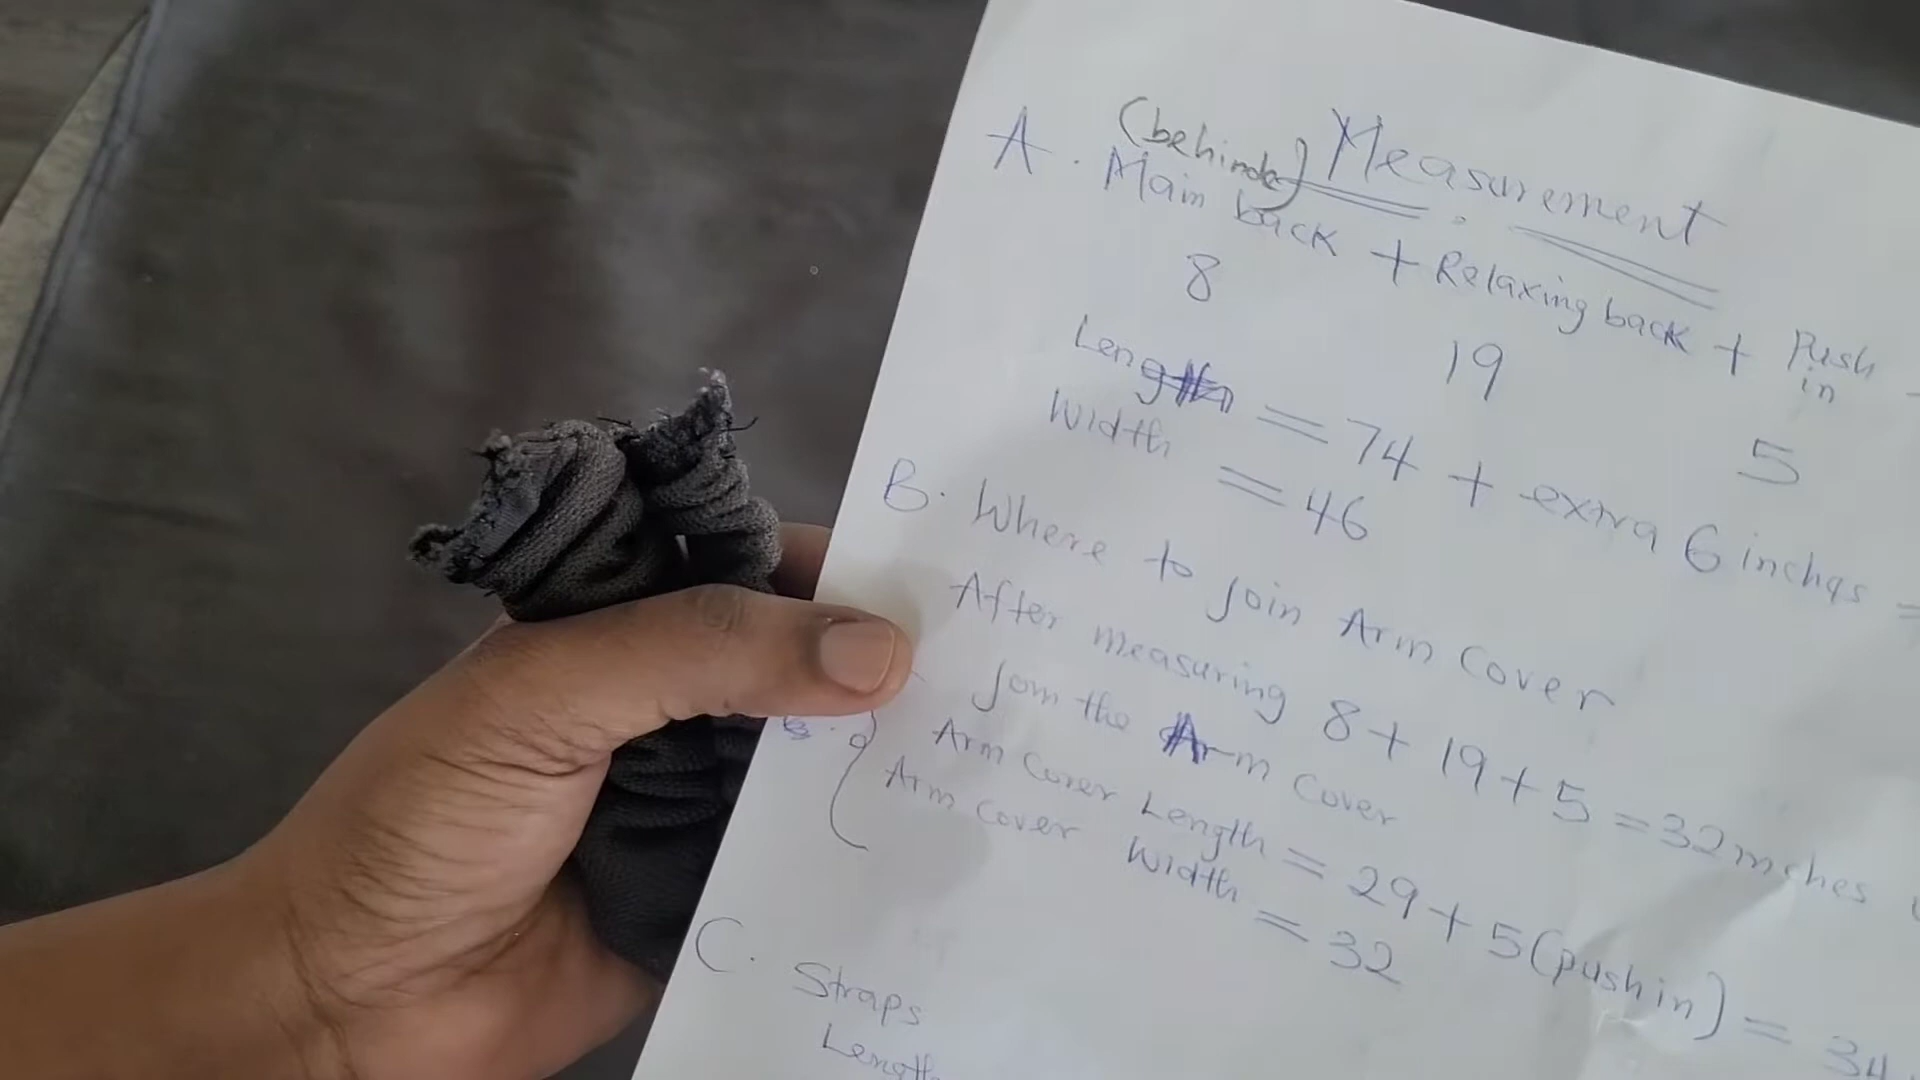 Measurement
(behind)
A. Main back + Relaxing back + Push in
8 19 5
Length = 74 + extra 6 inches =
Width = 46
B. Where to Join Arm Cover
After measuring 8 + 19 + 5 = 32 inches
Join the Arm Cover
Arm Cover Length = 29 + 5 (push in) = 34
Arm Cover Width = 32
C. Straps
Length